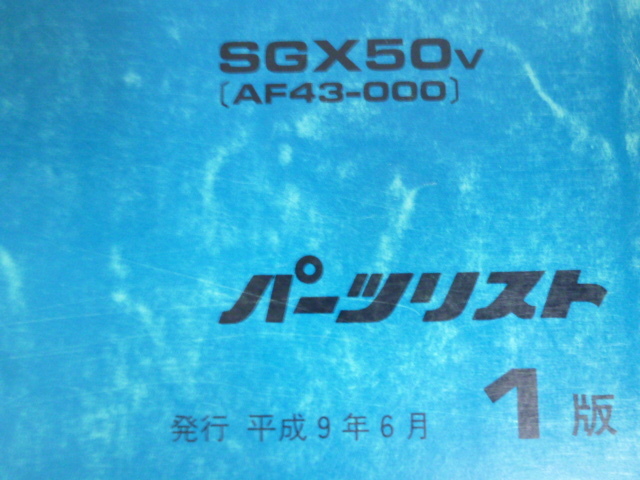 SGX50V
[AF43-000]
パーツリスト
発行 平成9年6月 1版